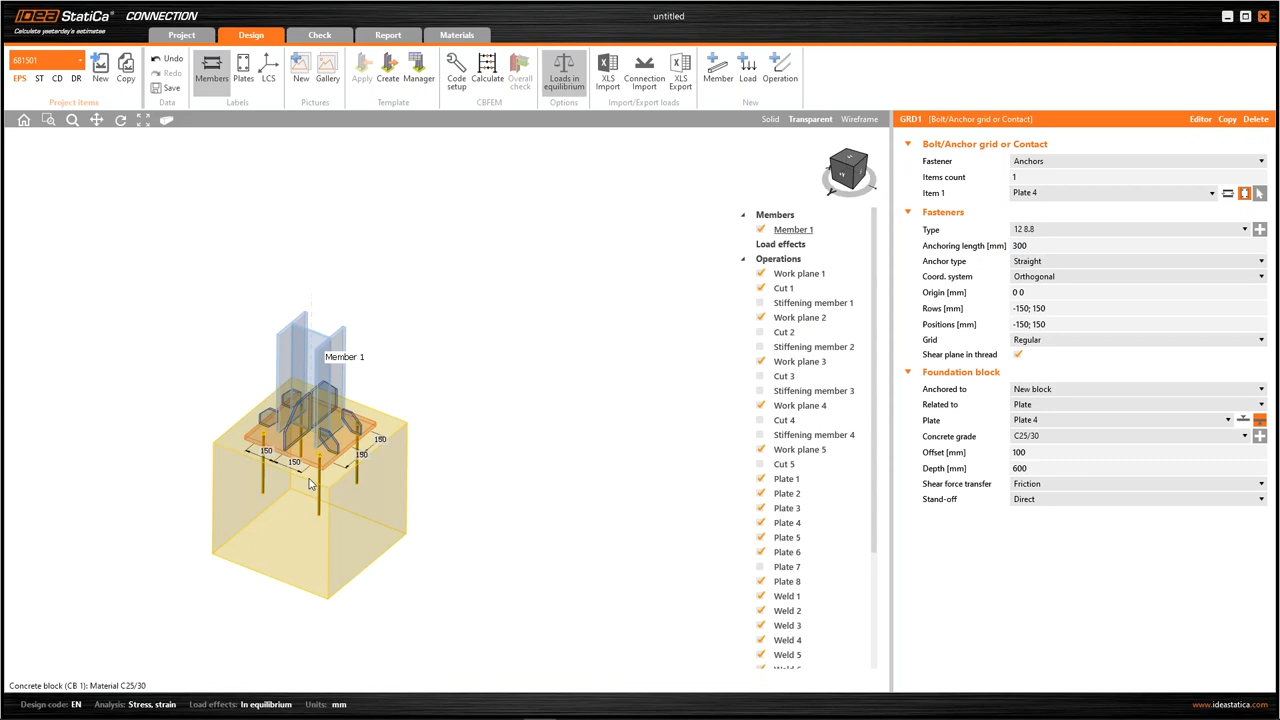 IDEA StatiCa CONNECTION
Calculate yesterday's estimates
untitled
Project Design Check Report Materials
681501
EPS ST CD DR
New Copy
Project items
Undo
Redo
Save
Data
Members Plates LCS
Labels
New Gallery
Pictures
Apply Create Manager
Template
Code setup Calculate Overall check
CBFEM
Loads in equilibrium
Options
XLS Import Connection Import XLS Export
Import/Export loads
Member Load Operation
New
Solid Transparent Wireframe
GRD1 [Bolt/Anchor grid or Contact] Editor Copy Delete
Member 1
150
150
150
150
Members
Member 1
Load effects
Operations
Work plane 1
Cut 1
Stiffening member 1
Work plane 2
Cut 2
Stiffening member 2
Work plane 3
Cut 3
Stiffening member 3
Work plane 4
Cut 4
Stiffening member 4
Work plane 5
Cut 5
Plate 1
Plate 2
Plate 3
Plate 4
Plate 5
Plate 6
Plate 7
Plate 8
Weld 1
Weld 2
Weld 3
Weld 4
Weld 5
Bolt/Anchor grid or Contact
Fastener Anchors
Items count 1
Item 1 Plate 4
Fasteners
Type 12 8.8
Anchoring length [mm] 300
Anchor type Straight
Coord. system Orthogonal
Origin [mm] 0 0
Rows [mm] -150; 150
Positions [mm] -150; 150
Grid Regular
Shear plane in thread
Foundation block
Anchored to New block
Related to Plate
Plate Plate 4
Concrete grade C25/30
Offset [mm] 100
Depth [mm] 600
Shear force transfer Friction
Stand-off Direct
Concrete block (CB 1): Material C25/30
Design code: EN Analysis: Stress, strain Load effects: In equilibrium Units: mm
www.ideastatica.com